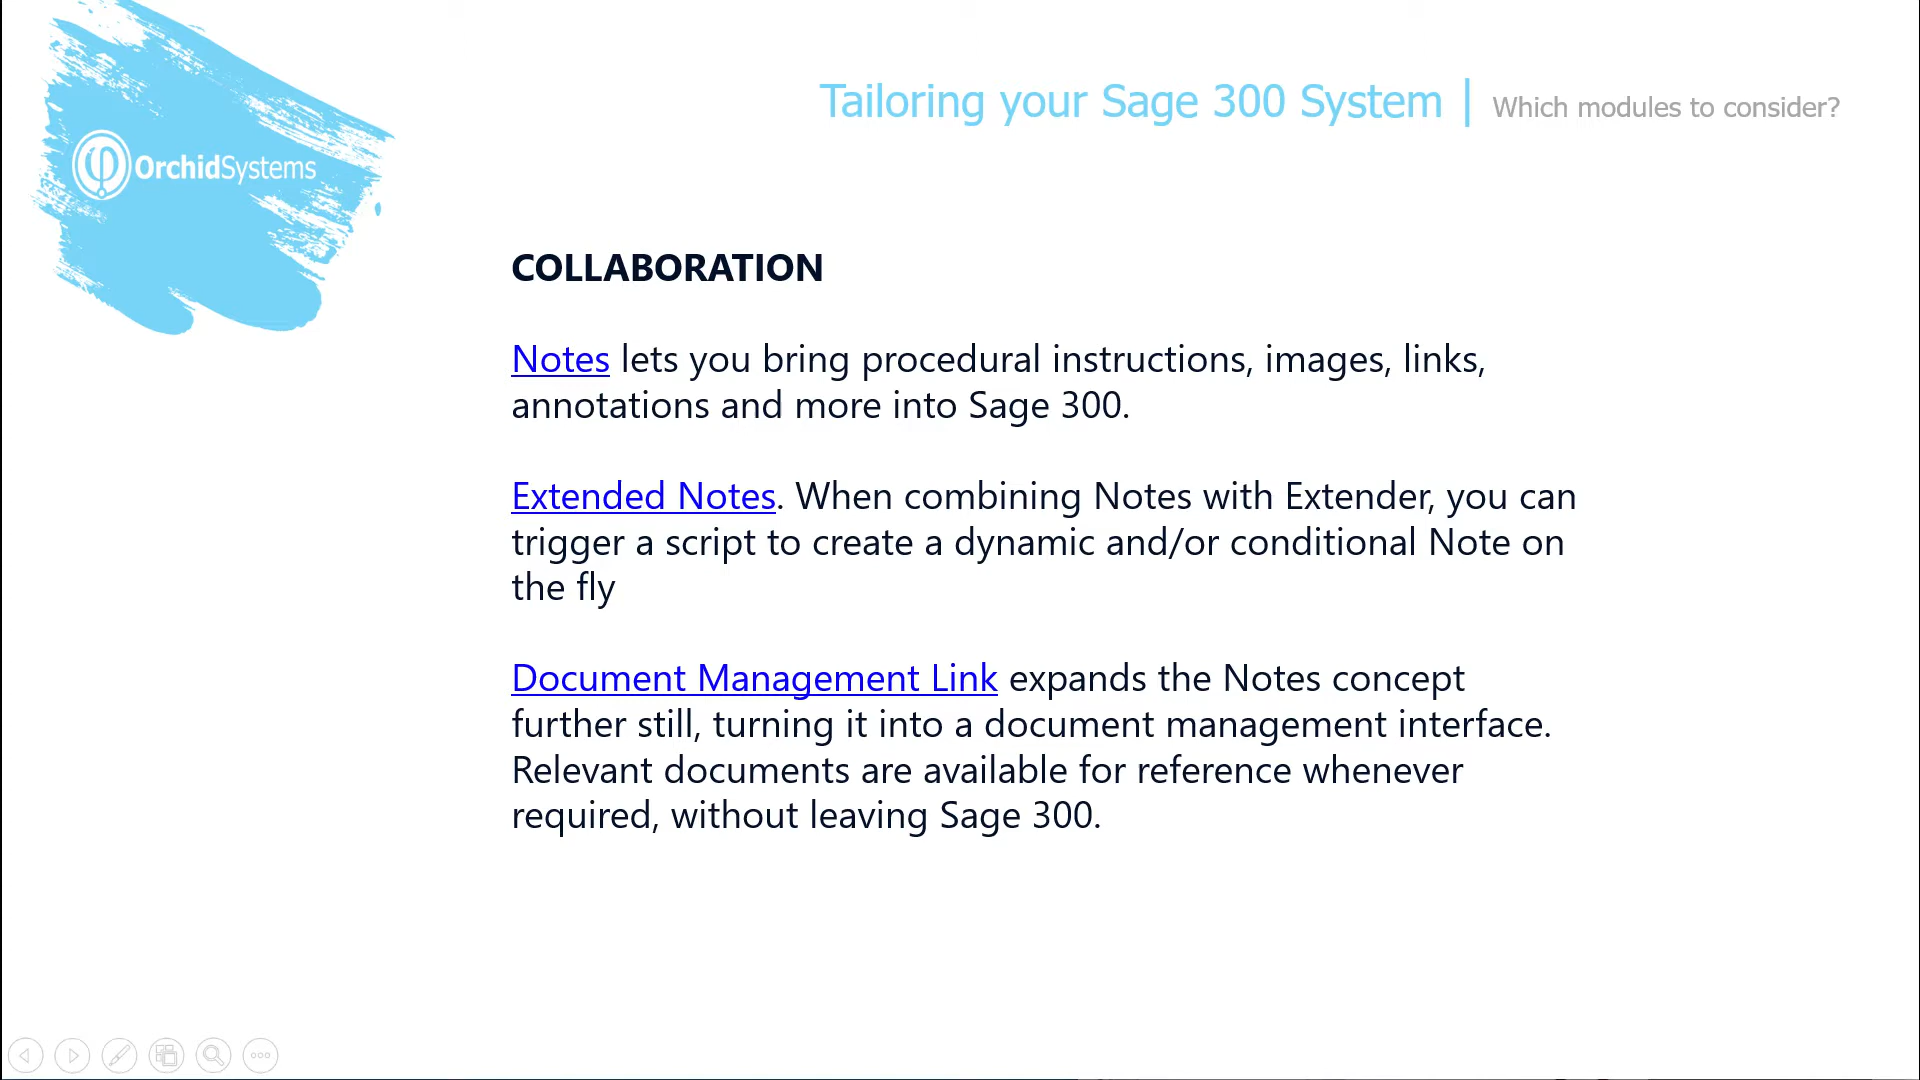 OrchidSystems
Tailoring your Sage 300 System | Which modules to consider?
COLLABORATION
Notes lets you bring procedural instructions, images, links,
annotations and more into Sage 300.
Extended Notes. When combining Notes with Extender, you can
trigger a script to create a dynamic and/or conditional Note on
the fly
Document Management Link expands the Notes concept
further still, turning it into a document management interface.
Relevant documents are available for reference whenever
required, without leaving Sage 300.